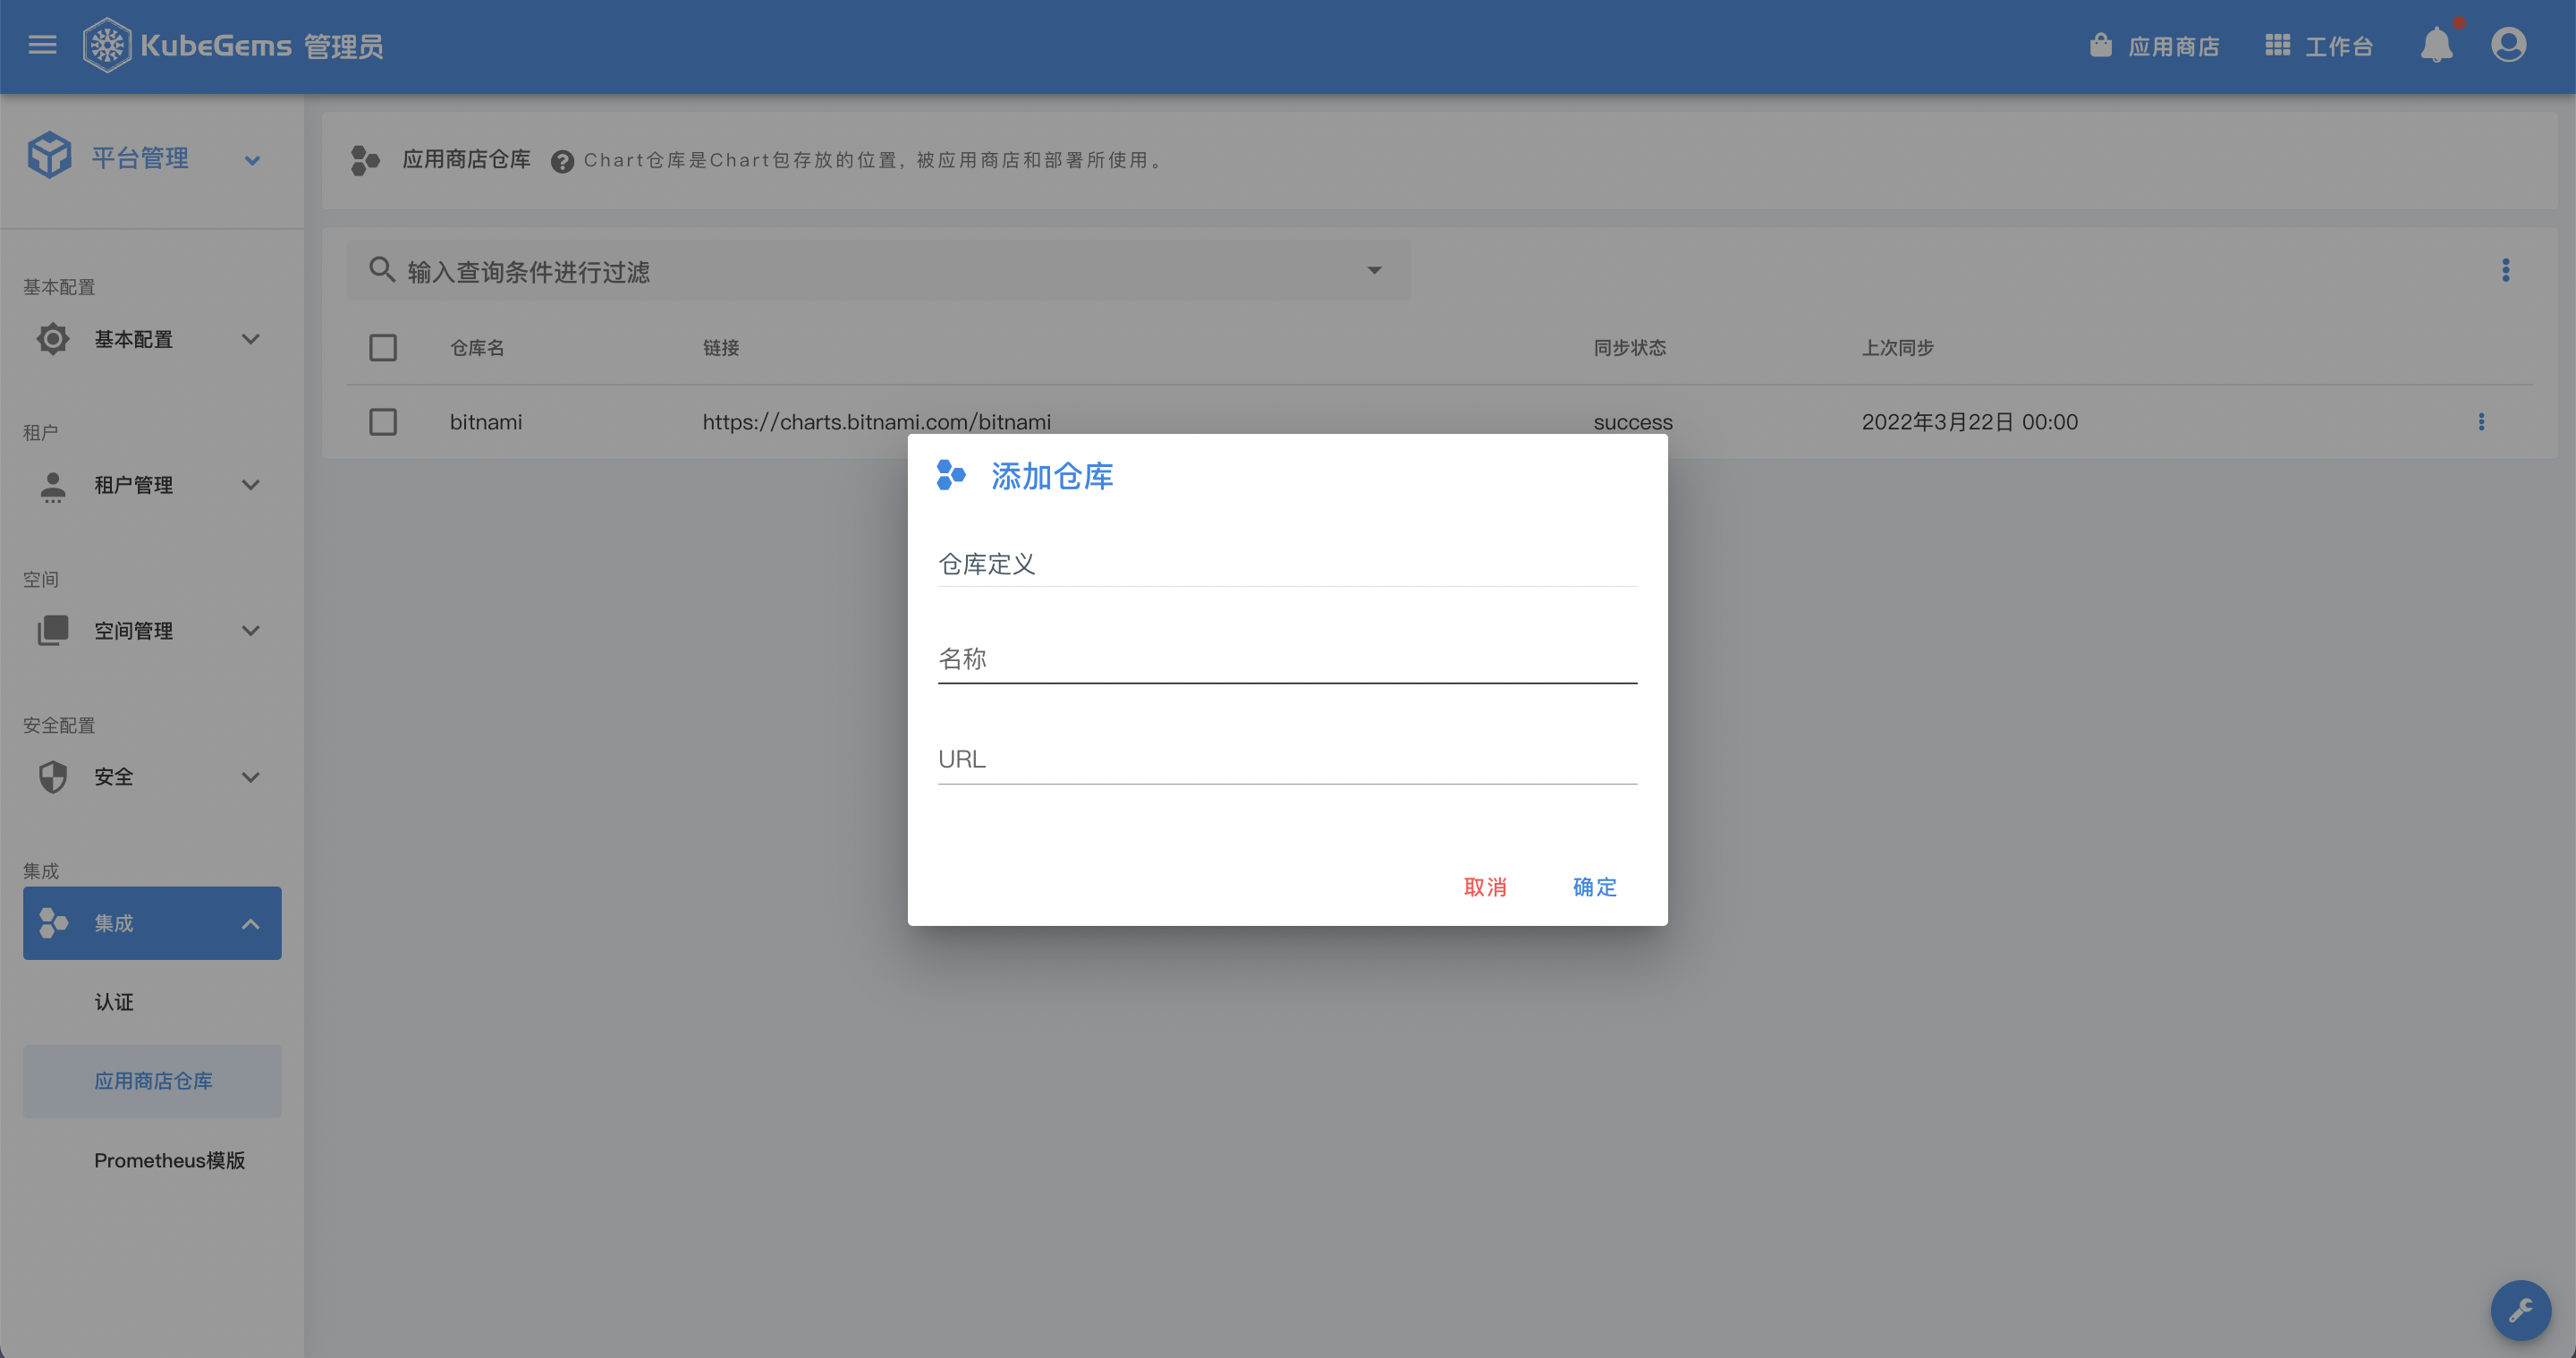 KubeGems 管理员
应用商店
工作台
平台管理
应用商店仓库
Chart仓库是Chart包存放的位置，被应用商店和部署所使用。
输入查询条件进行过滤
仓库名 链接 同步状态 上次同步
bitnami https://charts.bitnami.com/bitnami success 2022年3月22日 00:00
基本配置
基本配置
租户
租户管理
空间
空间管理
安全配置
安全
集成
集成
认证
应用商店仓库
Prometheus模版
添加仓库
仓库定义
名称
URL
取消 确定